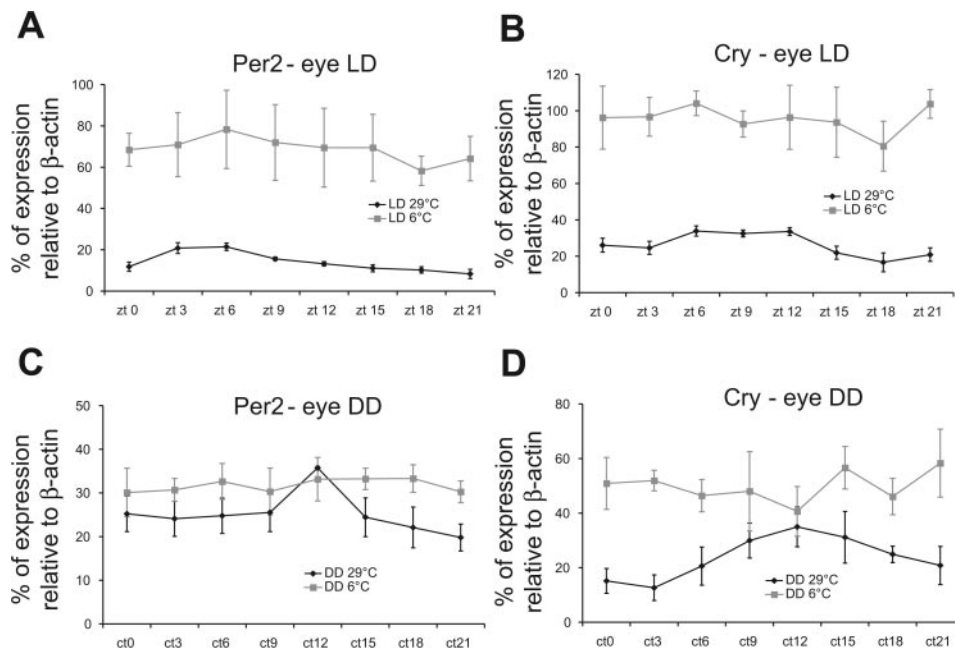 A
Per2 - eye LD
% of expression
relative to β-actin
100
80
60
40
20
0
LD 29°C
LD 6°C
zt 0 zt 3 zt 6 zt 9 zt 12 zt 15 zt 18 zt 21
B
Cry - eye LD
% of expression
relative to β-actin
120
100
80
60
40
20
0
LD 29°C
LD 6°C
zt 0 zt 3 zt 6 zt 9 zt 12 zt 15 zt 18 zt 21
C
Per2 - eye DD
% of expression
relative to β-actin
50
40
30
20
10
0
DD 29°C
DD 6°C
ct0 ct3 ct6 ct9 ct12 ct15 ct18 ct21
D
Cry - eye DD
% of expression
relative to β-actin
80
60
40
20
0
DD 29°C
DD 6°C
ct0 ct3 ct6 ct9 ct12 ct15 ct18 ct21